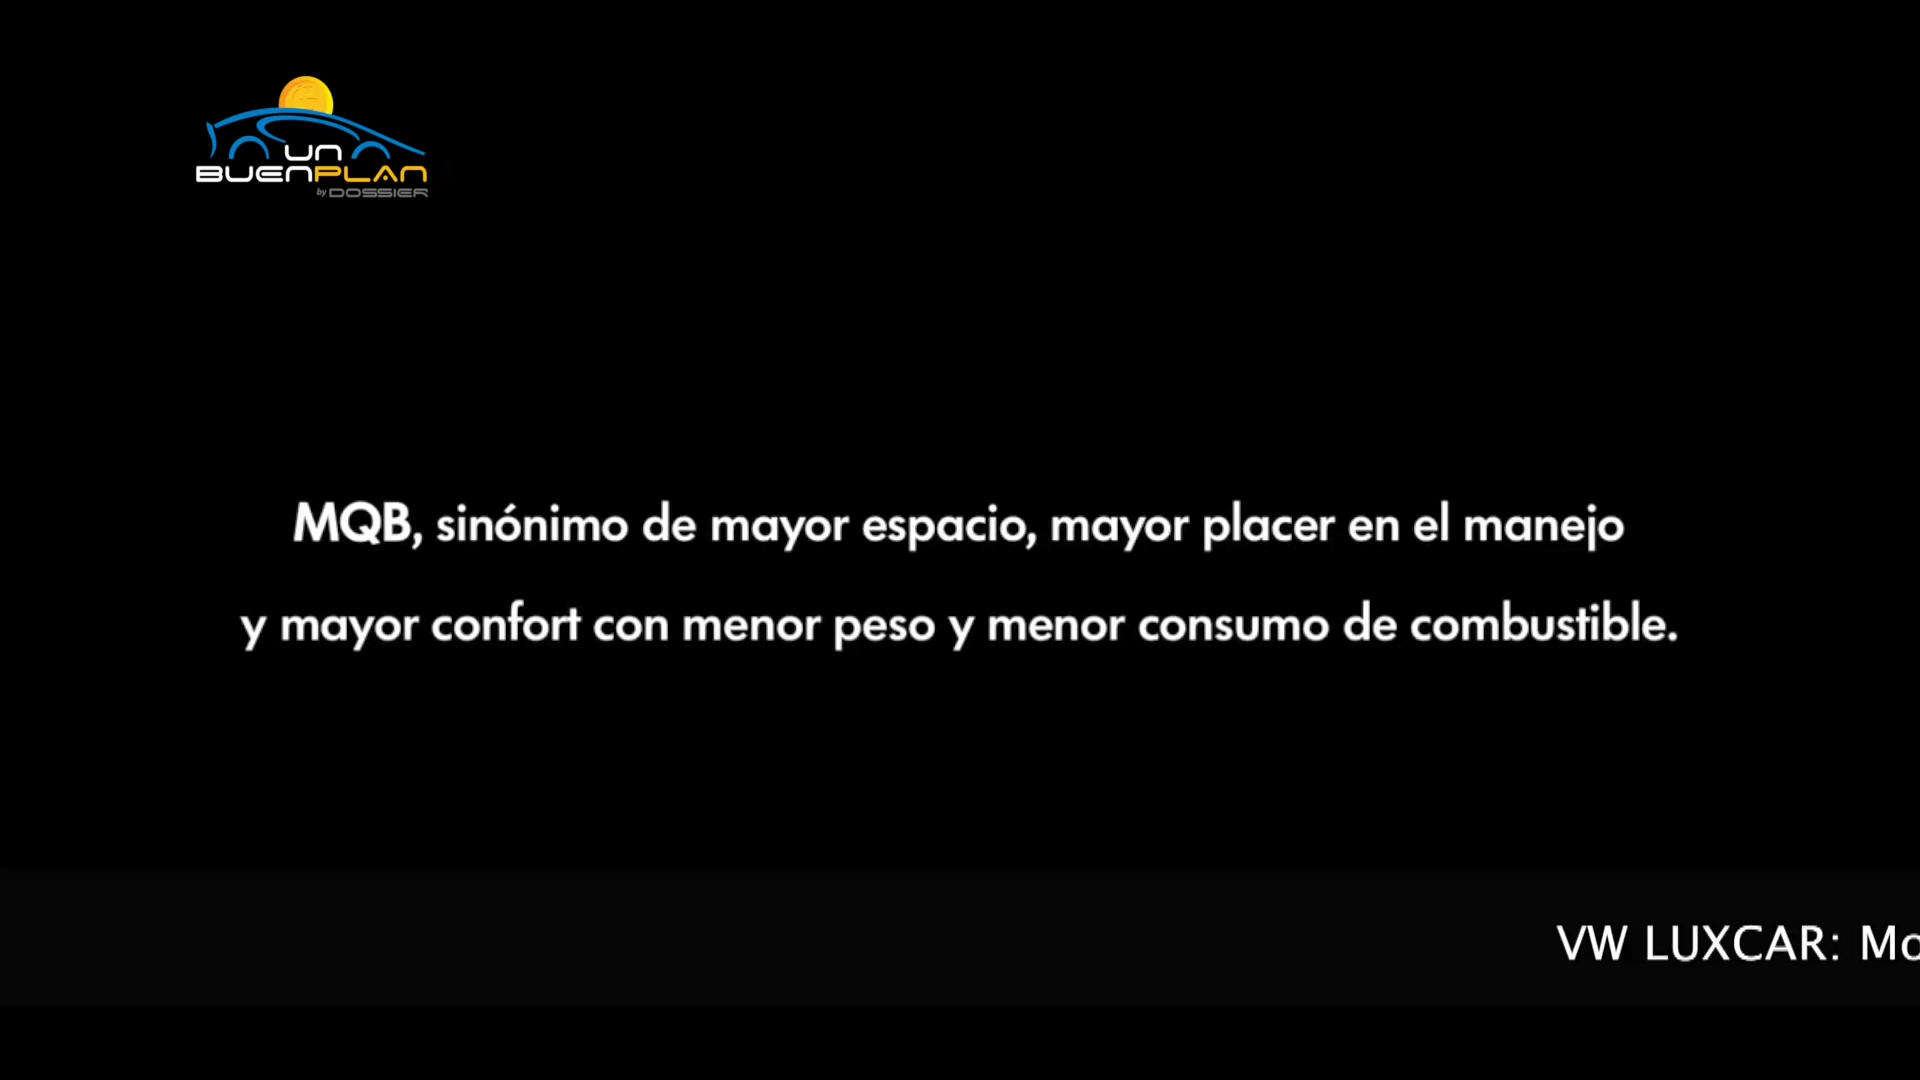 UN
BUENPLAN
by DOSSIER
MQB, sinónimo de mayor espacio, mayor placer en el manejo
y mayor confort con menor peso y menor consumo de combustible.
VW LUXCAR: